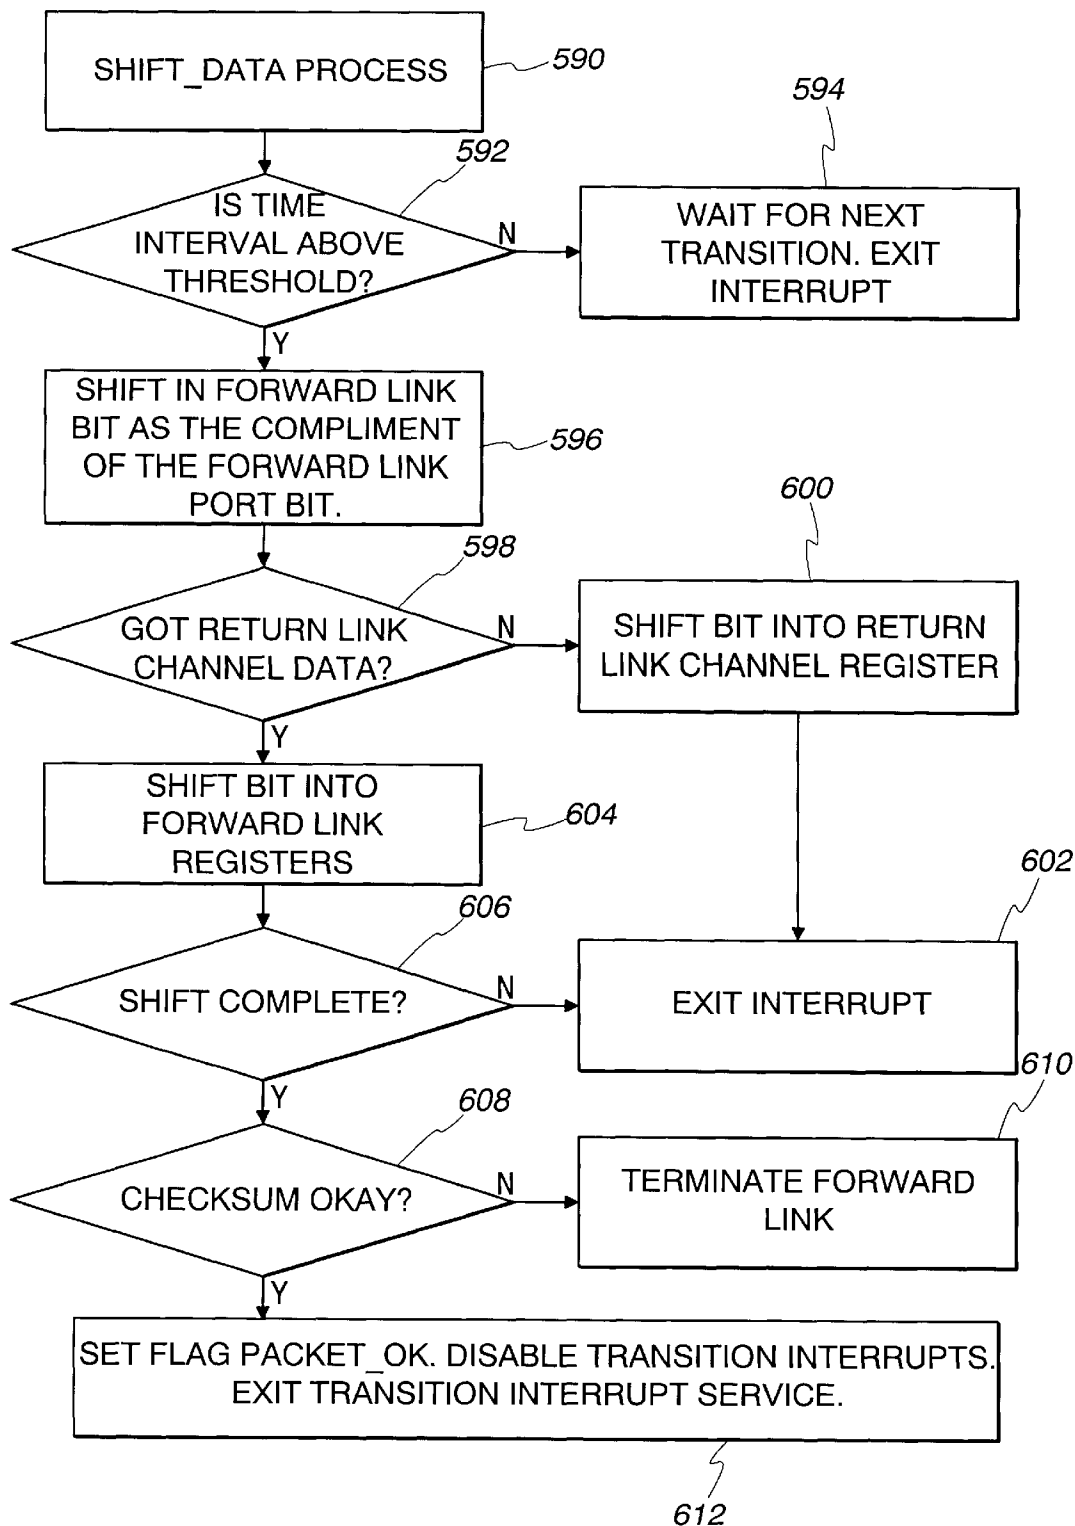 SHIFT_DATA PROCESS
590
594
592
IS TIME
INTERVAL ABOVE
THRESHOLD?
N
WAIT FOR NEXT
TRANSITION. EXIT
INTERRUPT
Y
SHIFT IN FORWARD LINK
BIT AS THE COMPLIMENT
OF THE FORWARD LINK
PORT BIT.
596
600
598
GOT RETURN LINK
CHANNEL DATA?
N
SHIFT BIT INTO RETURN
LINK CHANNEL REGISTER
Y
SHIFT BIT INTO
FORWARD LINK
REGISTERS
604
602
606
SHIFT COMPLETE?
N
EXIT INTERRUPT
610
Y
608
CHECKSUM OKAY?
N
TERMINATE FORWARD
LINK
Y
SET FLAG PACKET_OK. DISABLE TRANSITION INTERRUPTS.
EXIT TRANSITION INTERRUPT SERVICE.
612